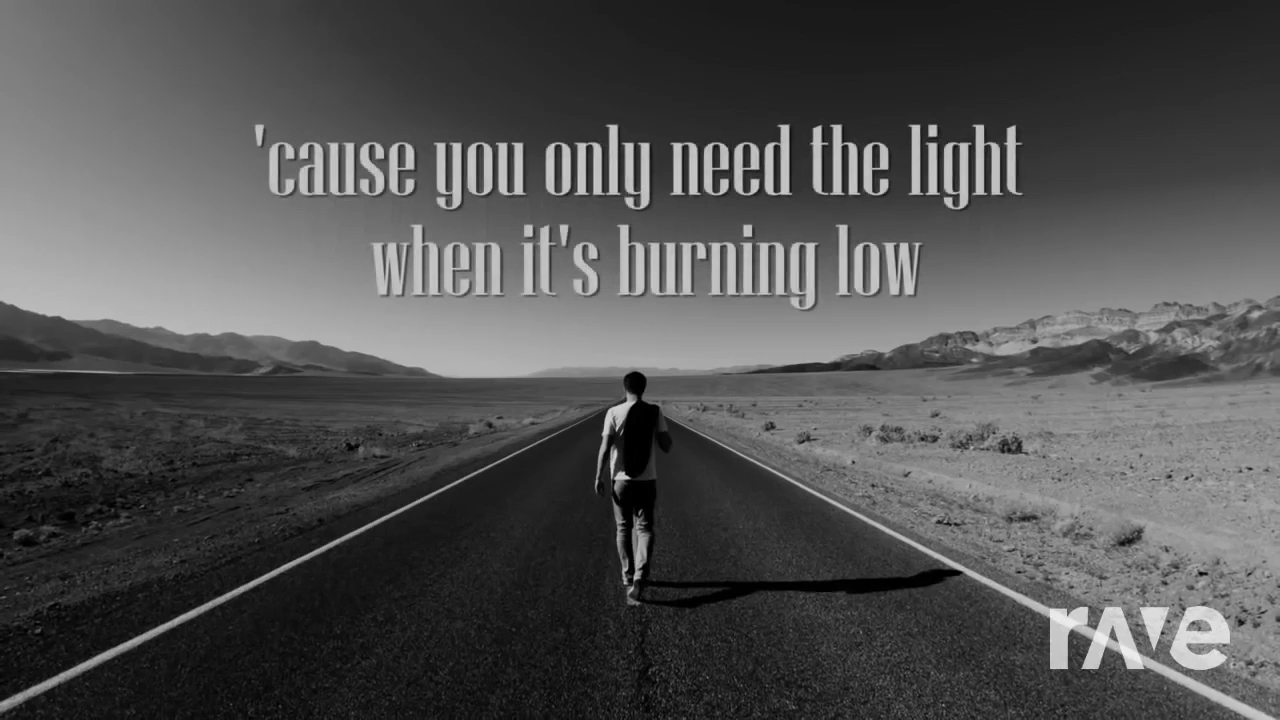 'cause you only need the light
when it's burning low
rave